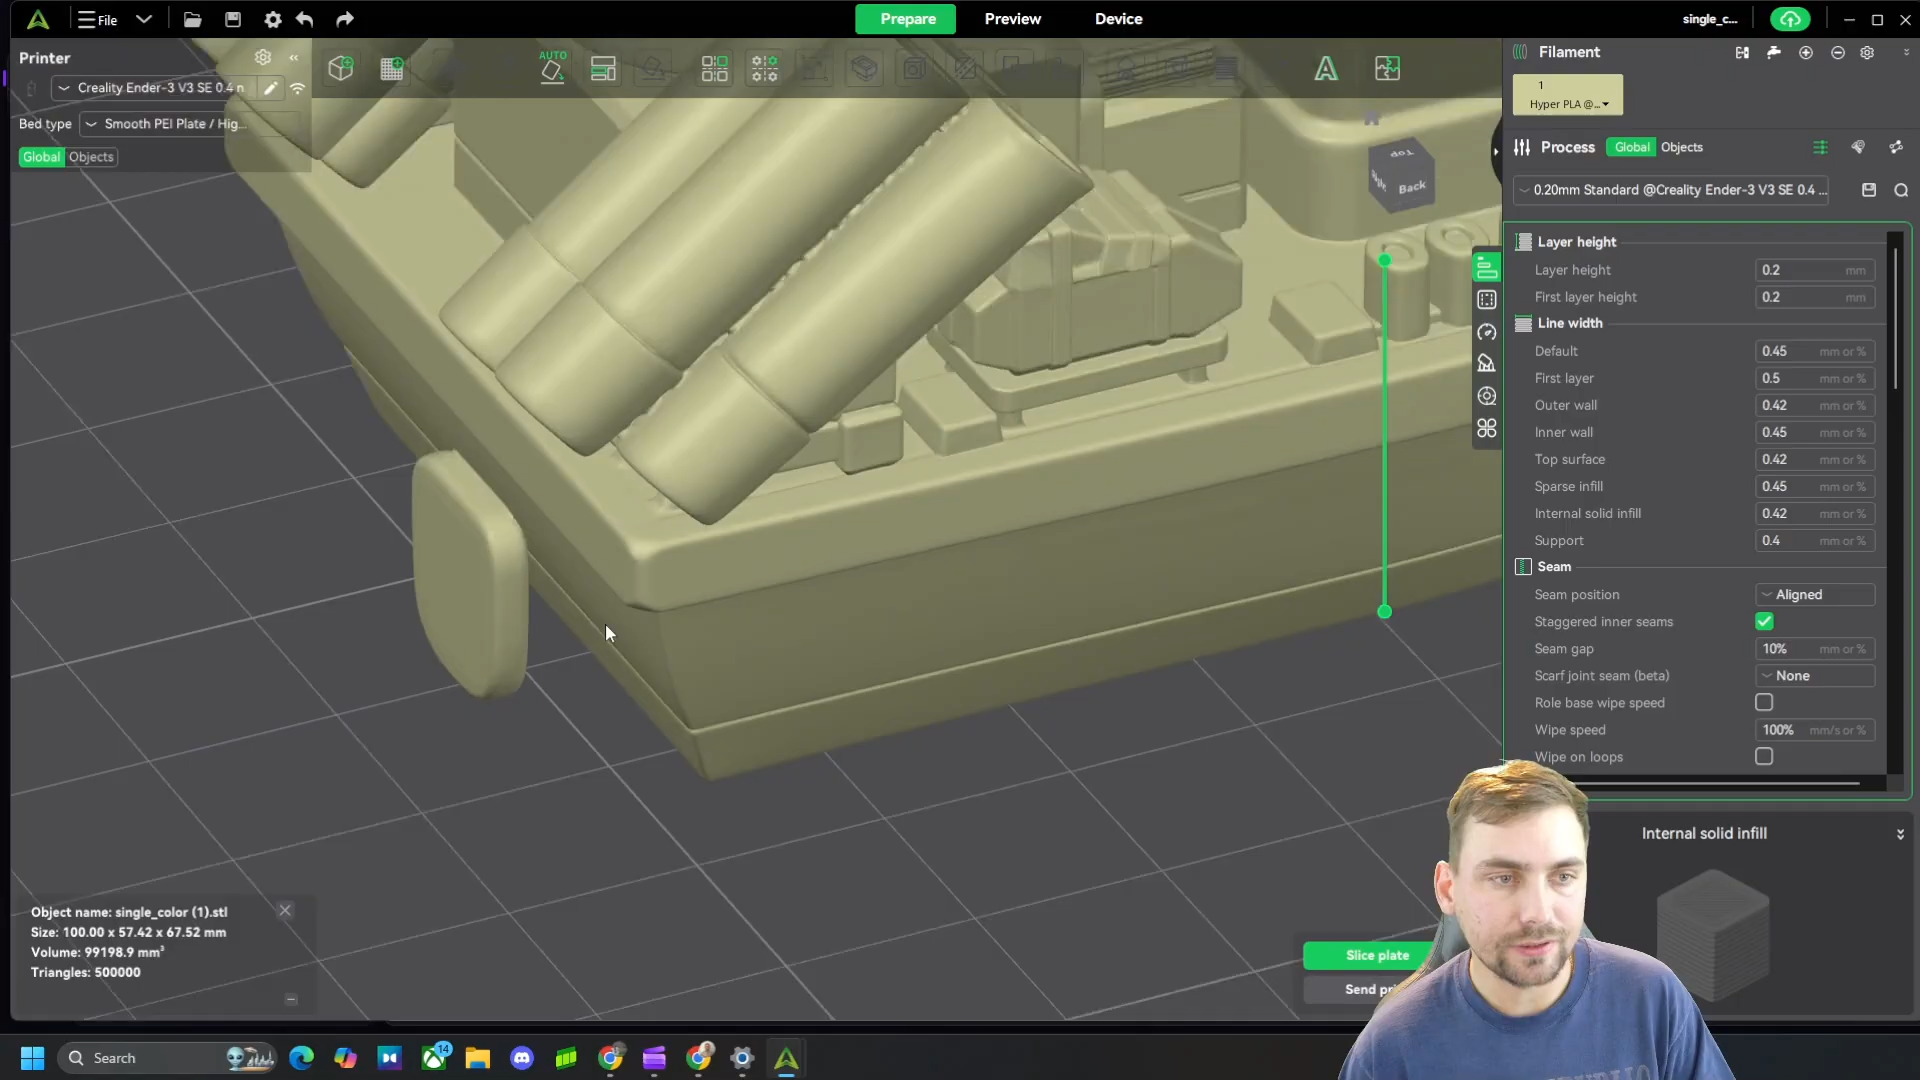 File
Prepare
Preview
Device
single_c...
Printer
Creality Ender-3 V3 SE 0.4 n
Bed type
Smooth PEI Plate / Hig...
Global Objects
AUTO
Top
Back
Filament
1
Hyper PLA @...
Process
Global Objects
0.20mm Standard @Creality Ender-3 V3 SE 0.4 ...
Layer height
Layer height 0.2 mm
First layer height 0.2 mm
Line width
Default 0.45 mm or %
First layer 0.5 mm or %
Outer wall 0.42 mm or %
Inner wall 0.45 mm or %
Top surface 0.42 mm or %
Sparse infill 0.45 mm or %
Internal solid infill 0.42 mm or %
Support 0.4 mm or %
Seam
Seam position Aligned
Staggered inner seams
Seam gap 10% mm or %
Scarf joint seam (beta) None
Role base wipe speed
Wipe speed 100% mm/s or %
Wipe on loops
Internal solid infill
Object name: single_color (1).stl
Size: 100.00 x 57.42 x 67.52 mm
Volume: 99198.9 mm³
Triangles: 500000
Slice plate
Send pri
Search
14